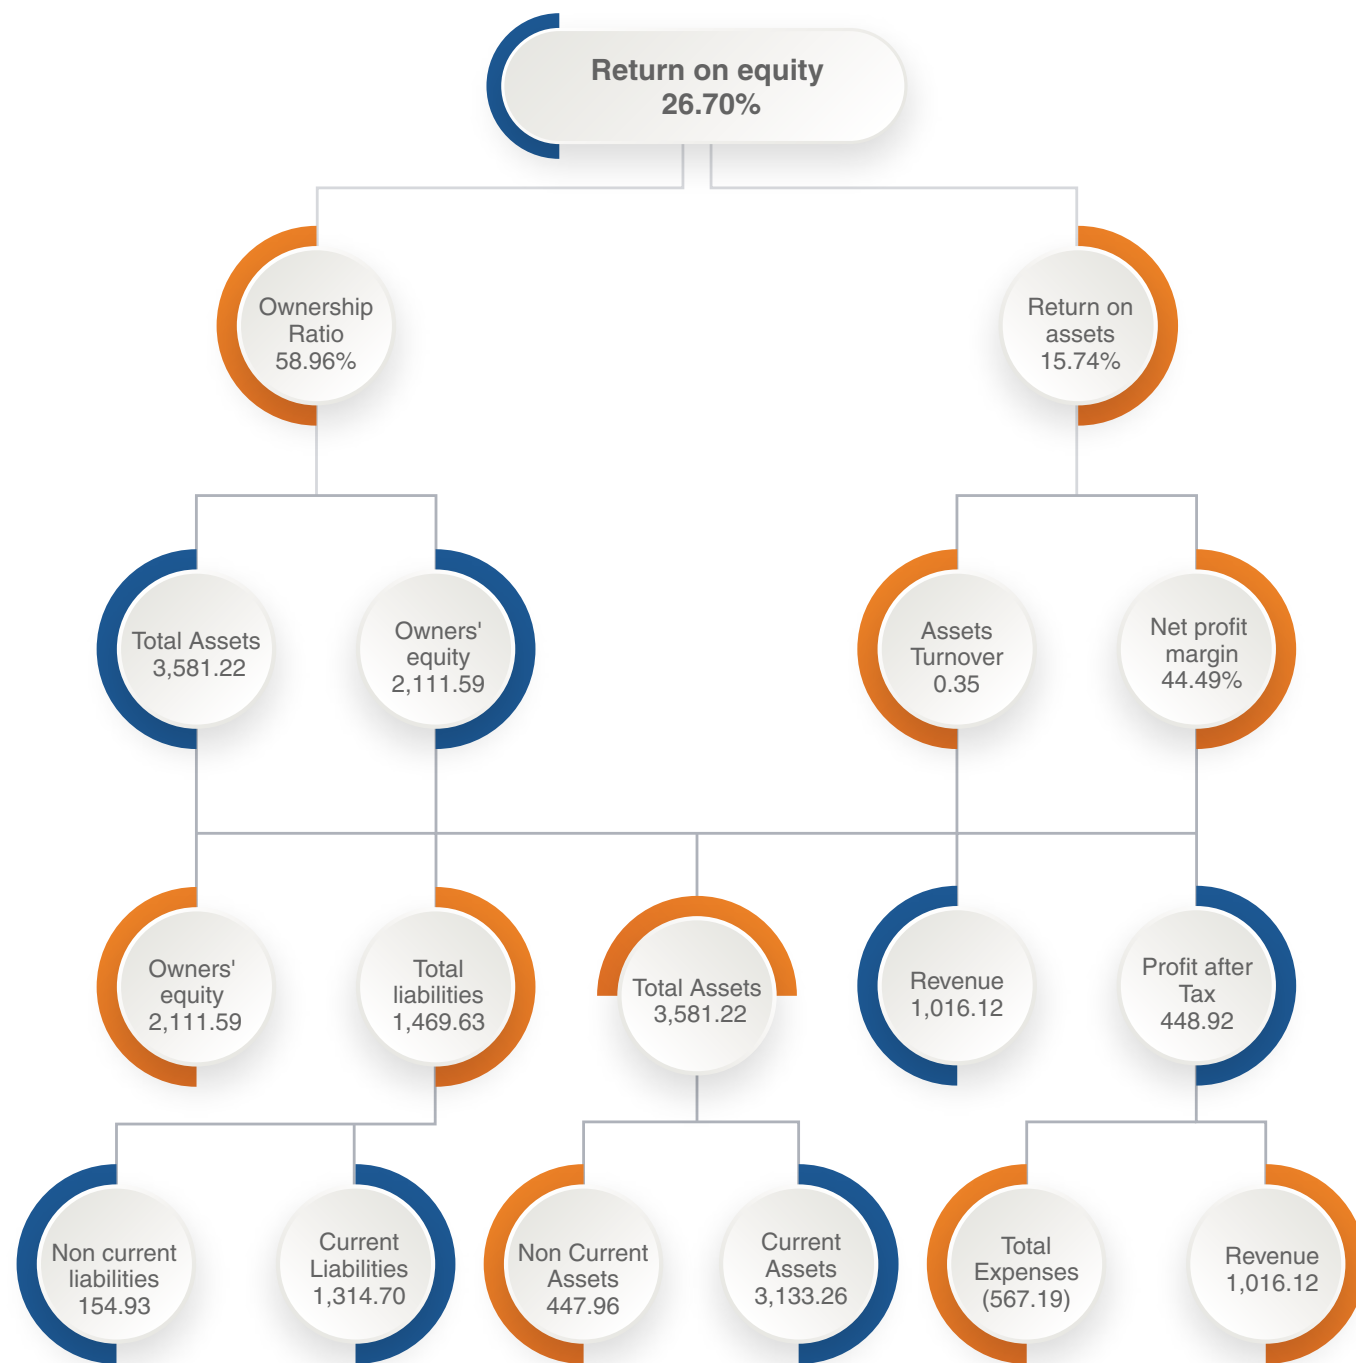 Return on equity
26.70%
Ownership
Ratio
58.96%
Return on
assets
15.74%
Total Assets
3,581.22
Owners'
equity
2,111.59
Assets
Turnover
0.35
Net profit
margin
44.49%
Owners'
equity
2,111.59
Total
liabilities
1,469.63
Total Assets
3,581.22
Revenue
1,016.12
Profit after
Tax
448.92
Non current
liabilities
154.93
Current
Liabilities
1,314.70
Non Current
Assets
447.96
Current
Assets
3,133.26
Total
Expenses
(567.19)
Revenue
1,016.12